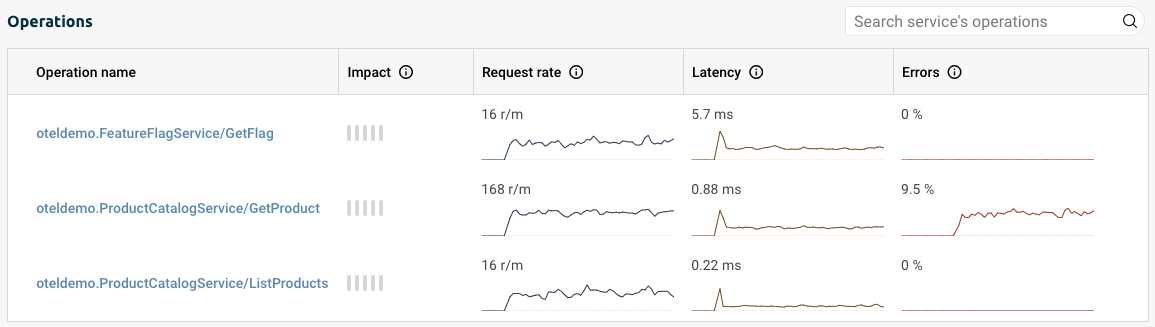 Operations
Search service's operations
Operation name Impact Request rate Latency Errors
oteldemo.FeatureFlagService/GetFlag 16 r/m 5.7 ms 0 %
oteldemo.ProductCatalogService/GetProduct 168 r/m 0.88 ms 9.5 %
oteldemo.ProductCatalogService/ListProducts 16 r/m 0.22 ms 0 %